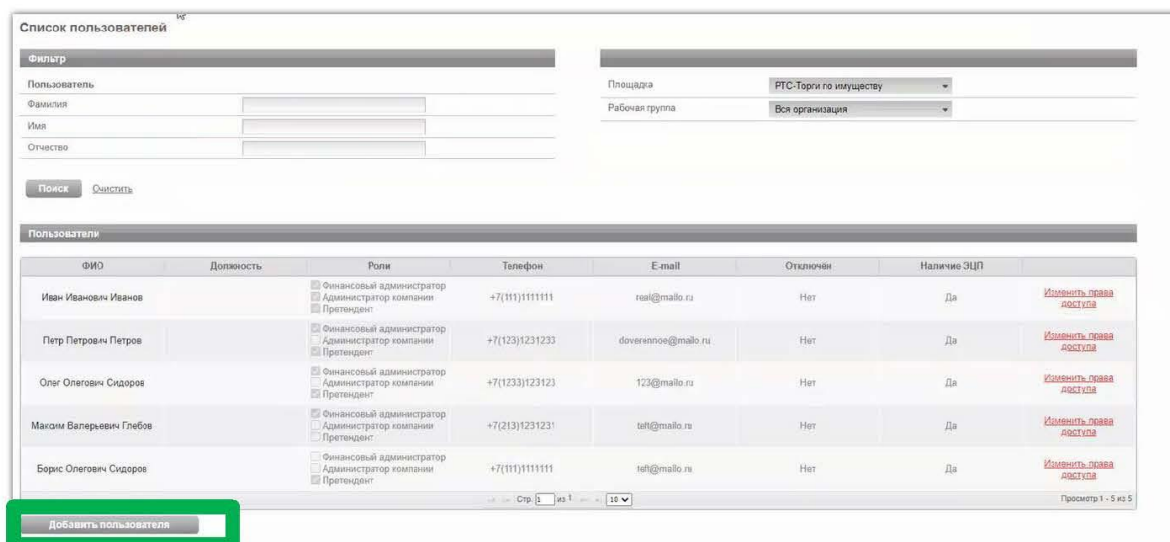 Список пользователей
Фильтр
Пользователь
Фамилия
Имя
Отчество
Площадка РТС-Торги по имуществу
Рабочая группа Вся организация
Поиск Очистить
Пользователи
ФИО Должность Роли Телефон E-mail Отключён Наличие ЭЦП
Иван Иванович Иванов Финансовый администратор Администратор компании Претендент +7(111)1111111 real@mailo.ru Нет Да Изменить права доступа
Петр Петрович Петров Финансовый администратор Администратор компании Претендент +7(123)1231233 doverennoe@mailo.ru Нет Да Изменить права доступа
Олег Олегович Сидоров Финансовый администратор Администратор компании Претендент +7(1233)123123 123@mailo.ru Нет Да Изменить права доступа
Максим Валерьевич Глебов Финансовый администратор Администратор компании Претендент +7(213)1231231 Нет Да Изменить права доступа
Борис Олегович Сидоров Финансовый администратор Администратор компании Претендент +7(111)1111111 Нет Да Изменить права доступа
Стр. 1 из 1 10 Просмотр 1 - 5 из 5
Добавить пользователя